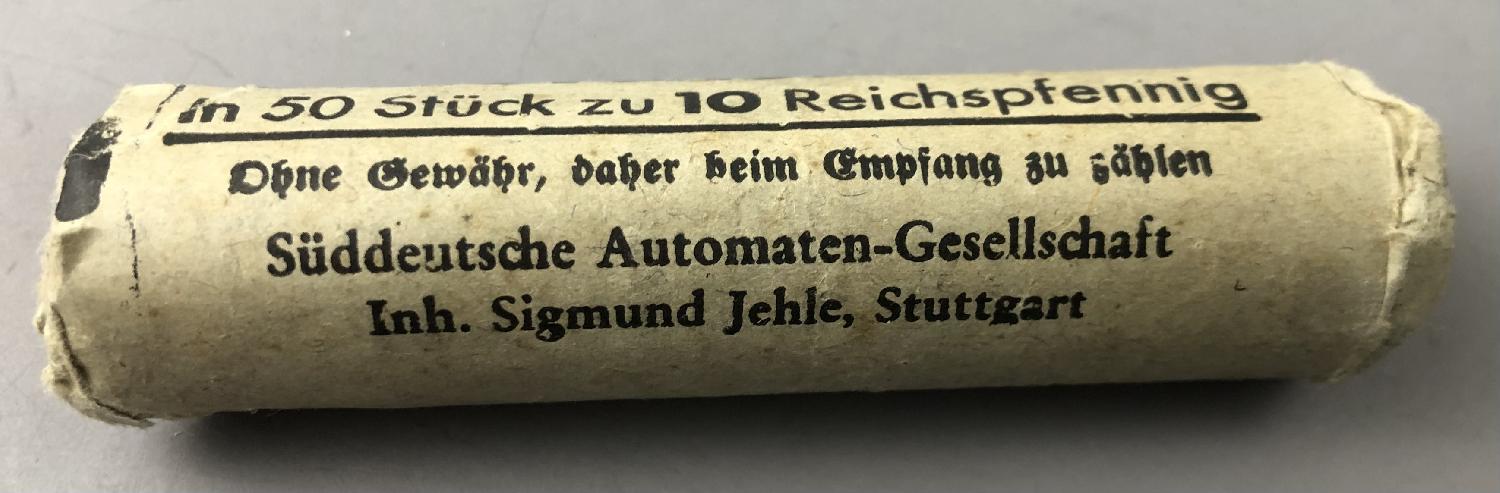 in 50 Stück zu 10 Reichspfennig
Ohne Gewähr, daher beim Empfang zu zählen
Süddeutsche Automaten-Gesellschaft
Inh. Sigmund Jehle, Stuttgart